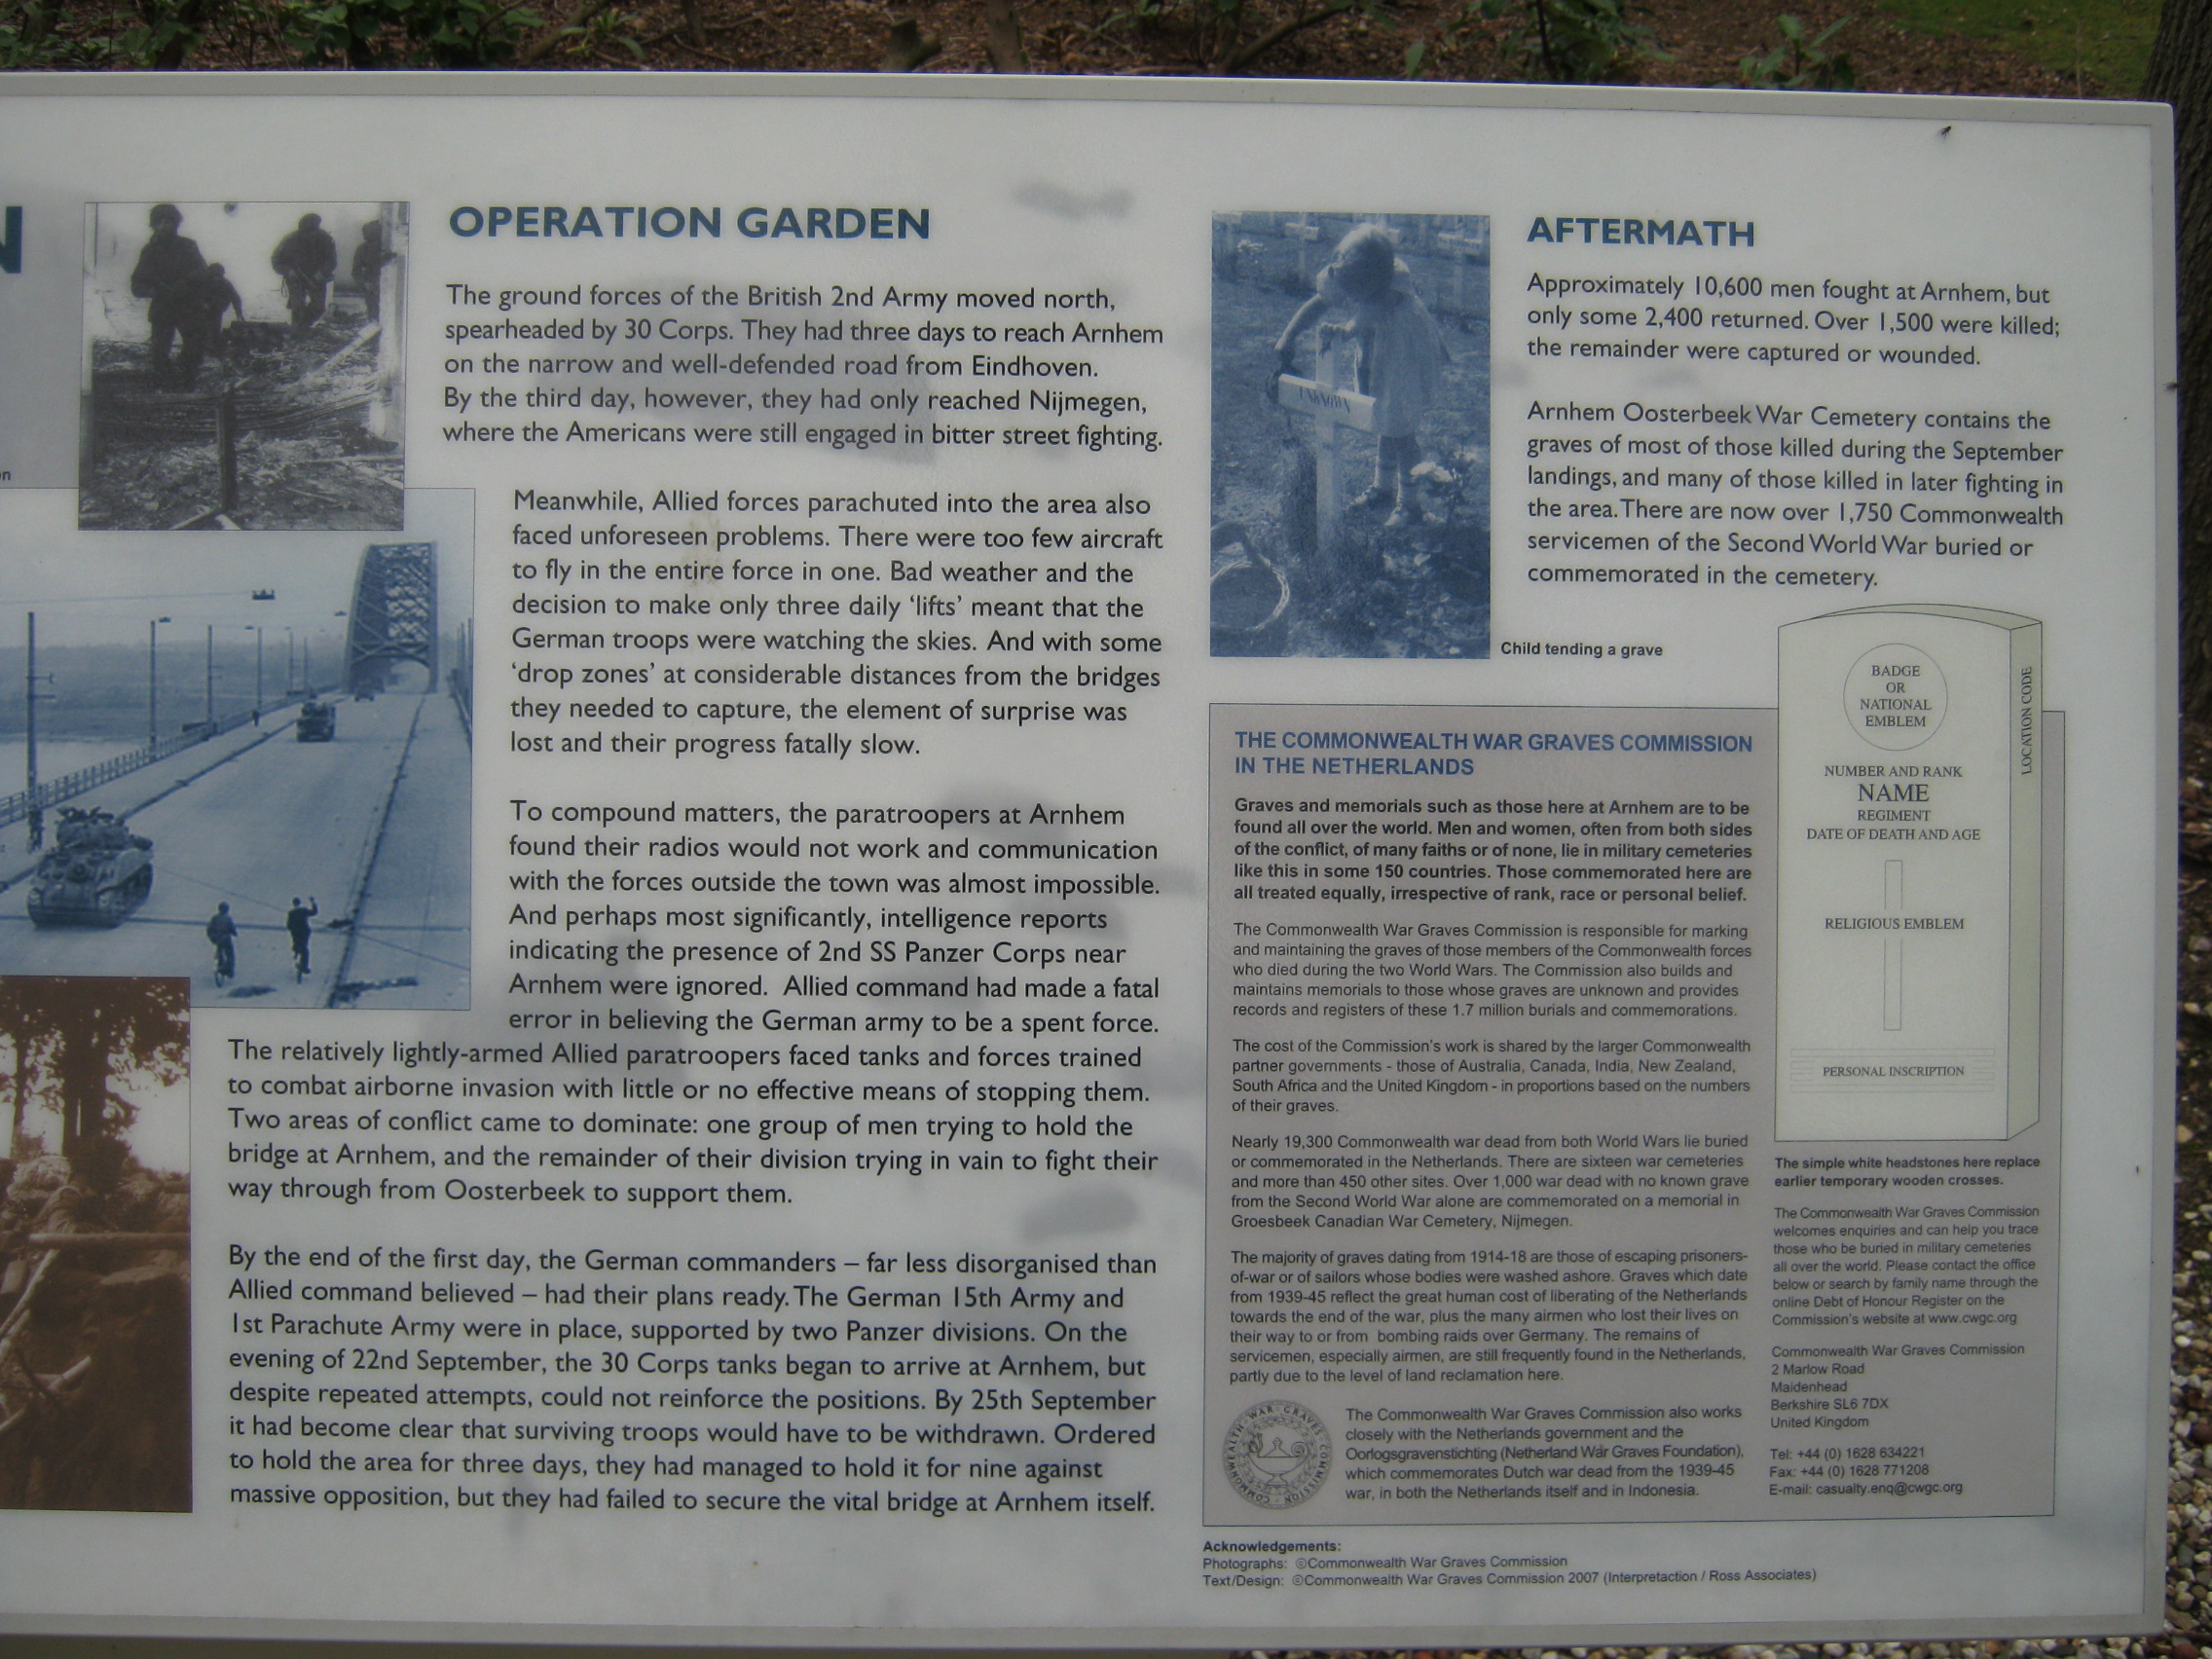 N
n
OPERATION GARDEN
The ground forces of the British 2nd Army moved north,
spearheaded by 30 Corps. They had three days to reach Arnhem
on the narrow and well-defended road from Eindhoven.
By the third day, however, they had only reached Nijmegen,
where the Americans were still engaged in bitter street fighting.
Meanwhile, Allied forces parachuted into the area also
faced unforeseen problems. There were too few aircraft
to fly in the entire force in one. Bad weather and the
decision to make only three daily ‘lifts’ meant that the
German troops were watching the skies. And with some
‘drop zones’ at considerable distances from the bridges
they needed to capture, the element of surprise was
lost and their progress fatally slow.
To compound matters, the paratroopers at Arnhem
found their radios would not work and communication
with the forces outside the town was almost impossible.
And perhaps most significantly, intelligence reports
indicating the presence of 2nd SS Panzer Corps near
Arnhem were ignored. Allied command had made a fatal
error in believing the German army to be a spent force.
The relatively lightly-armed Allied paratroopers faced tanks and forces trained
to combat airborne invasion with little or no effective means of stopping them.
Two areas of conflict came to dominate: one group of men trying to hold the
bridge at Arnhem, and the remainder of their division trying in vain to fight their
way through from Oosterbeek to support them.
By the end of the first day, the German commanders – far less disorganised than
Allied command believed – had their plans ready. The German 15th Army and
1st Parachute Army were in place, supported by two Panzer divisions. On the
evening of 22nd September, the 30 Corps tanks began to arrive at Arnhem, but
despite repeated attempts, could not reinforce the positions. By 25th September
it had become clear that surviving troops would have to be withdrawn. Ordered
to hold the area for three days, they had managed to hold it for nine against
massive opposition, but they had failed to secure the vital bridge at Arnhem itself.
UNKNOWN
AFTERMATH
Approximately 10,600 men fought at Arnhem, but
only some 2,400 returned. Over 1,500 were killed;
the remainder were captured or wounded.
Arnhem Oosterbeek War Cemetery contains the
graves of most of those killed during the September
landings, and many of those killed in later fighting in
the area. There are now over 1,750 Commonwealth
servicemen of the Second World War buried or
commemorated in the cemetery.
Child tending a grave
THE COMMONWEALTH WAR GRAVES COMMISSION
IN THE NETHERLANDS
Graves and memorials such as those here at Arnhem are to be
found all over the world. Men and women, often from both sides
of the conflict, of many faiths or of none, lie in military cemeteries
like this in some 150 countries. Those commemorated here are
all treated equally, irrespective of rank, race or personal belief.
The Commonwealth War Graves Commission is responsible for marking
and maintaining the graves of those members of the Commonwealth forces
who died during the two World Wars. The Commission also builds and
maintains memorials to those whose graves are unknown and provides
records and registers of these 1.7 million burials and commemorations.
The cost of the Commission's work is shared by the larger Commonwealth
partner governments - those of Australia, Canada, India, New Zealand,
South Africa and the United Kingdom - in proportions based on the numbers
of their graves.
Nearly 19,300 Commonwealth war dead from both World Wars lie buried
or commemorated in the Netherlands. There are sixteen war cemeteries
and more than 450 other sites. Over 1,000 war dead with no known grave
from the Second World War alone are commemorated on a memorial in
Groesbeek Canadian War Cemetery, Nijmegen.
The majority of graves dating from 1914-18 are those of escaping prisoners-
of-war or of sailors whose bodies were washed ashore. Graves which date
from 1939-45 reflect the great human cost of liberating of the Netherlands
towards the end of the war, plus the many airmen who lost their lives on
their way to or from bombing raids over Germany. The remains of
servicemen, especially airmen, are still frequently found in the Netherlands,
partly due to the level of land reclamation here.
COMMONWEALTH · WAR · GRAVES · COMMISSION
The Commonwealth War Graves Commission also works
closely with the Netherlands government and the
Oorlogsgravenstichting (Netherland War Graves Foundation),
which commemorates Dutch war dead from the 1939-45
war, in both the Netherlands itself and in Indonesia.
BADGE
OR
NATIONAL
EMBLEM
LOCATION CODE
NUMBER AND RANK
NAME
REGIMENT
DATE OF DEATH AND AGE
RELIGIOUS EMBLEM
PERSONAL INSCRIPTION
The simple white headstones here replace
earlier temporary wooden crosses.
The Commonwealth War Graves Commission
welcomes enquiries and can help you trace
those who be buried in military cemeteries
all over the world. Please contact the office
below or search by family name through the
online Debt of Honour Register on the
Commission's website at www.cwgc.org
Commonwealth War Graves Commission
2 Marlow Road
Maidenhead
Berkshire SL6 7DX
United Kingdom
Tel: +44 (0) 1628 634221
Fax: +44 (0) 1628 771208
E-mail: casualty.enq@cwgc.org
Acknowledgements:
Photographs: ©Commonwealth War Graves Commission
Text/Design: ©Commonwealth War Graves Commission 2007 (Interpretaction / Ross Associates)